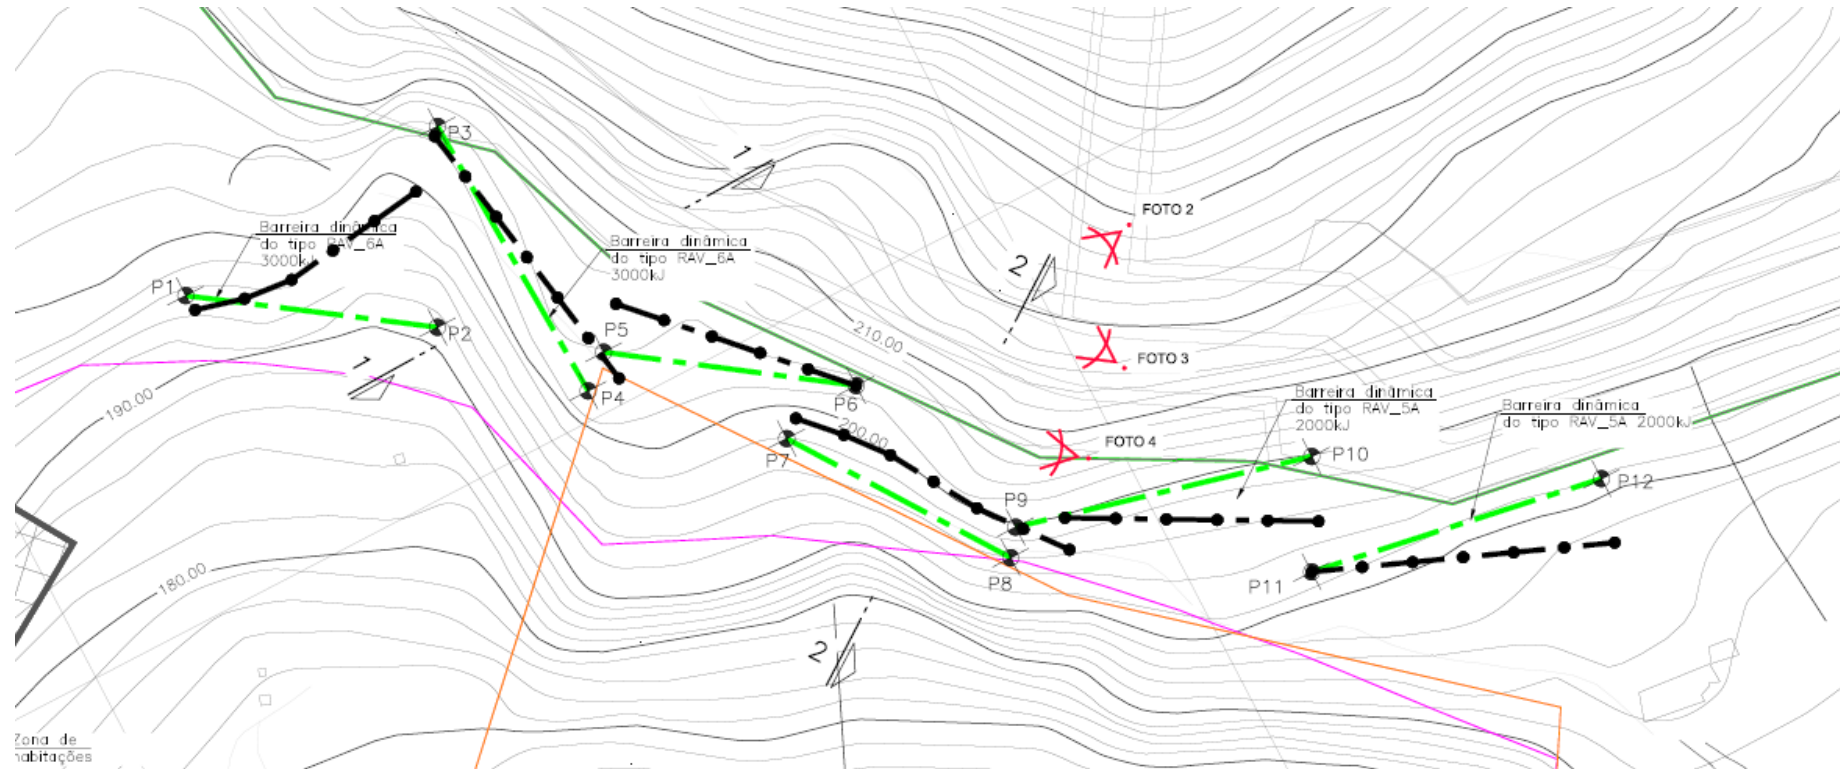 FOTO 2
P3
1
Barreira dinâmica
do tipo RAV_6A
3000kJ
Barreira dinâmica
do tipo RAV_6A
3000kJ
2
P1
P2
P5
210.00
FOTO 3
1
P4
P6
190.00
Barreira dinâmica
do tipo RAV_5A
2000kJ
Barreira dinâmica
do tipo RAV_5A 2000kJ
200.00
FOTO 4
P7
P10
P12
P9
180.00
P8
P11
2
Zona de
habitações